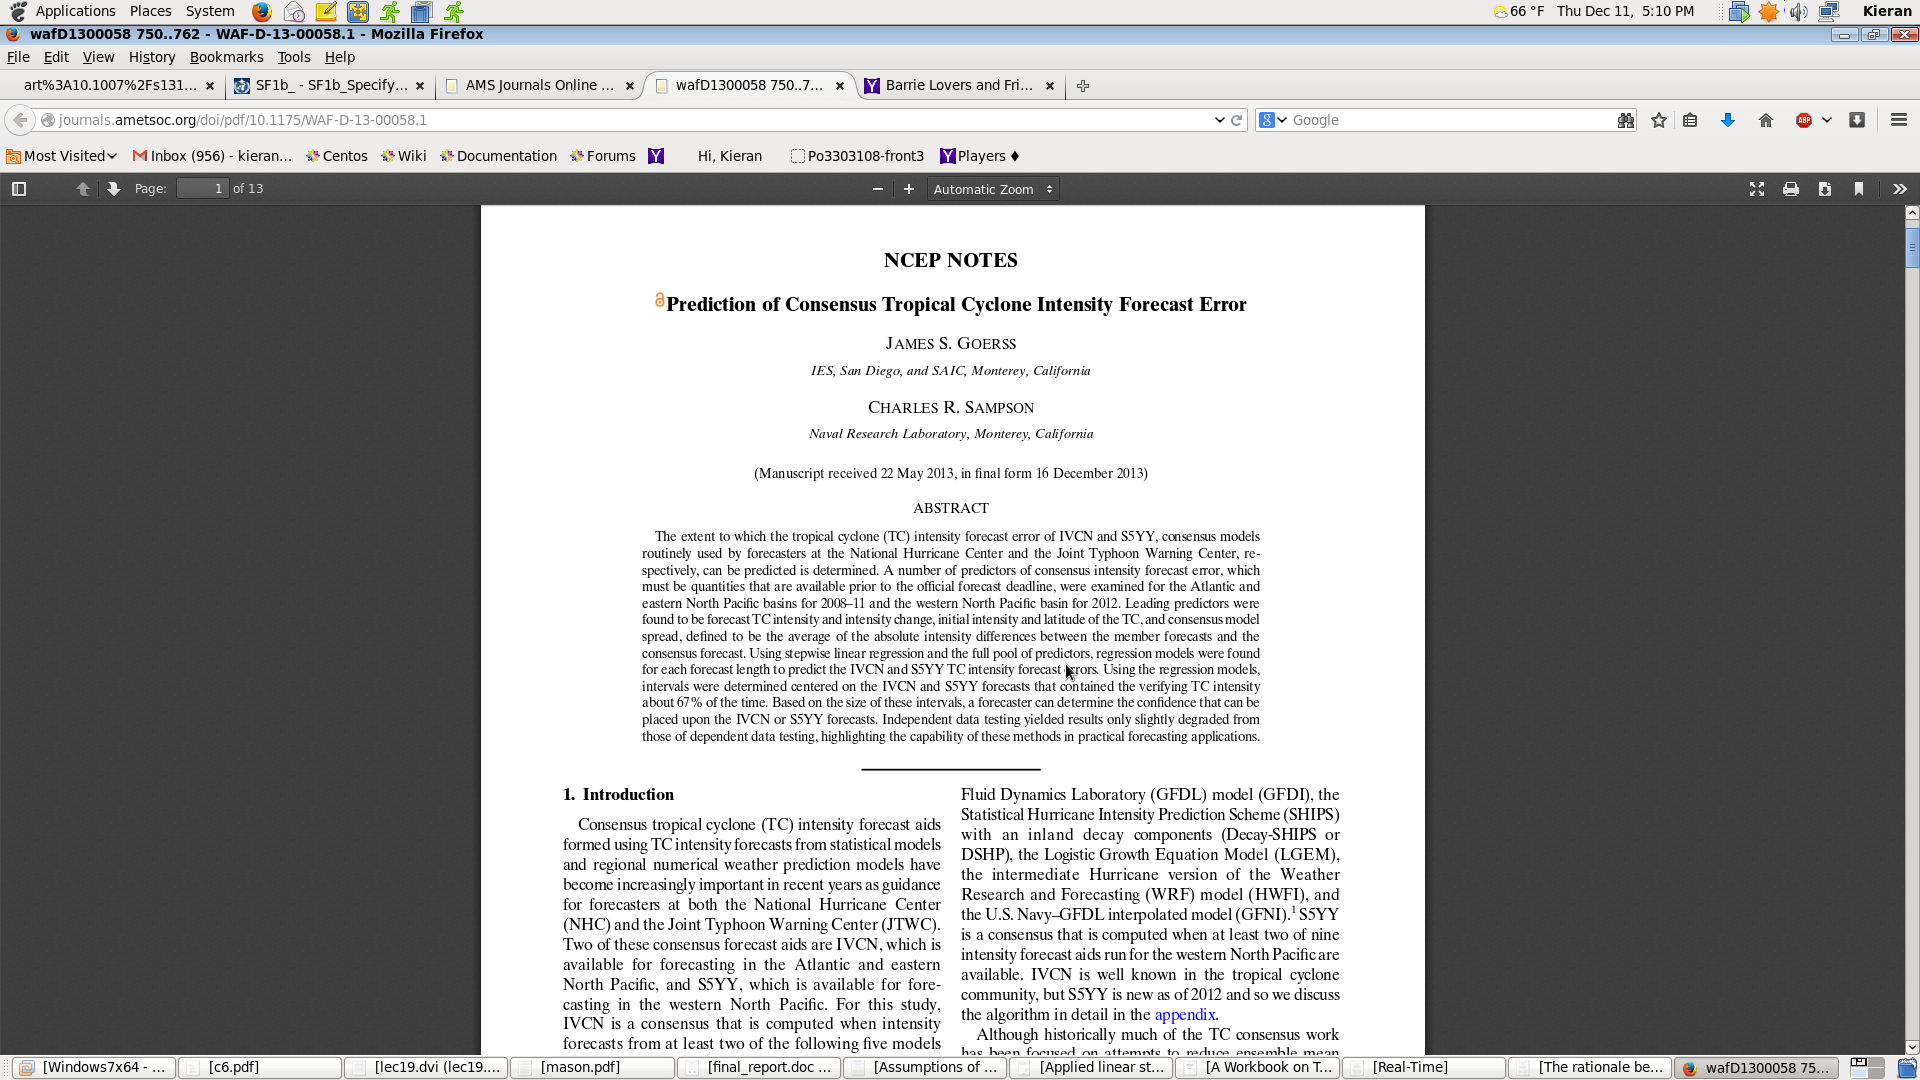 Applications Places System 66 °F Thu Dec 11, 5:10 PM Kieran
wafD1300058 750..762 - WAF-D-13-00058.1 - Mozilla Firefox
File Edit View History Bookmarks Tools Help
art%3A10.1007%2Fs131... SF1b_ - SF1b_Specify... AMS Journals Online ... wafD1300058 750..7... Barrie Lovers and Fri...
journals.ametsoc.org/doi/pdf/10.1175/WAF-D-13-00058.1 Google ABP
Most Visited Inbox (956) - kieran... Centos Wiki Documentation Forums Hi, Kieran Po3303108-front3 Players ♦
Page: 1 of 13 Automatic Zoom
NCEP NOTES
Prediction of Consensus Tropical Cyclone Intensity Forecast Error
JAMES S. GOERSS
IES, San Diego, and SAIC, Monterey, California
CHARLES R. SAMPSON
Naval Research Laboratory, Monterey, California
(Manuscript received 22 May 2013, in final form 16 December 2013)
ABSTRACT
The extent to which the tropical cyclone (TC) intensity forecast error of IVCN and S5YY, consensus models
routinely used by forecasters at the National Hurricane Center and the Joint Typhoon Warning Center, re-
spectively, can be predicted is determined. A number of predictors of consensus intensity forecast error, which
must be quantities that are available prior to the official forecast deadline, were examined for the Atlantic and
eastern North Pacific basins for 2008–11 and the western North Pacific basin for 2012. Leading predictors were
found to be forecast TC intensity and intensity change, initial intensity and latitude of the TC, and consensus model
spread, defined to be the average of the absolute intensity differences between the member forecasts and the
consensus forecast. Using stepwise linear regression and the full pool of predictors, regression models were found
for each forecast length to predict the IVCN and S5YY TC intensity forecast errors. Using the regression models,
intervals were determined centered on the IVCN and S5YY forecasts that contained the verifying TC intensity
about 67% of the time. Based on the size of these intervals, a forecaster can determine the confidence that can be
placed upon the IVCN or S5YY forecasts. Independent data testing yielded results only slightly degraded from
those of dependent data testing, highlighting the capability of these methods in practical forecasting applications.
1. Introduction
Consensus tropical cyclone (TC) intensity forecast aids
formed using TC intensity forecasts from statistical models
and regional numerical weather prediction models have
become increasingly important in recent years as guidance
for forecasters at both the National Hurricane Center
(NHC) and the Joint Typhoon Warning Center (JTWC).
Two of these consensus forecast aids are IVCN, which is
available for forecasting in the Atlantic and eastern
North Pacific, and S5YY, which is available for fore-
casting in the western North Pacific. For this study,
IVCN is a consensus that is computed when intensity
forecasts from at least two of the following five models
Fluid Dynamics Laboratory (GFDL) model (GFDI), the
Statistical Hurricane Intensity Prediction Scheme (SHIPS)
with an inland decay components (Decay-SHIPS or
DSHP), the Logistic Growth Equation Model (LGEM),
the intermediate Hurricane version of the Weather
Research and Forecasting (WRF) model (HWFI), and
the U.S. Navy–GFDL interpolated model (GFNI).1 S5YY
is a consensus that is computed when at least two of nine
intensity forecast aids run for the western North Pacific are
available. IVCN is well known in the tropical cyclone
community, but S5YY is new as of 2012 and so we discuss
the algorithm in detail in the appendix.
Although historically much of the TC consensus work
has been focused on attempts to reduce ensemble mean
[Windows7x64 - ... [c6.pdf] [lec19.dvi (lec19.... [mason.pdf] [final_report.doc ... [Assumptions of ... [Applied linear st... [A Workbook on T... [Real-Time] [The rationale be... wafD1300058 75...